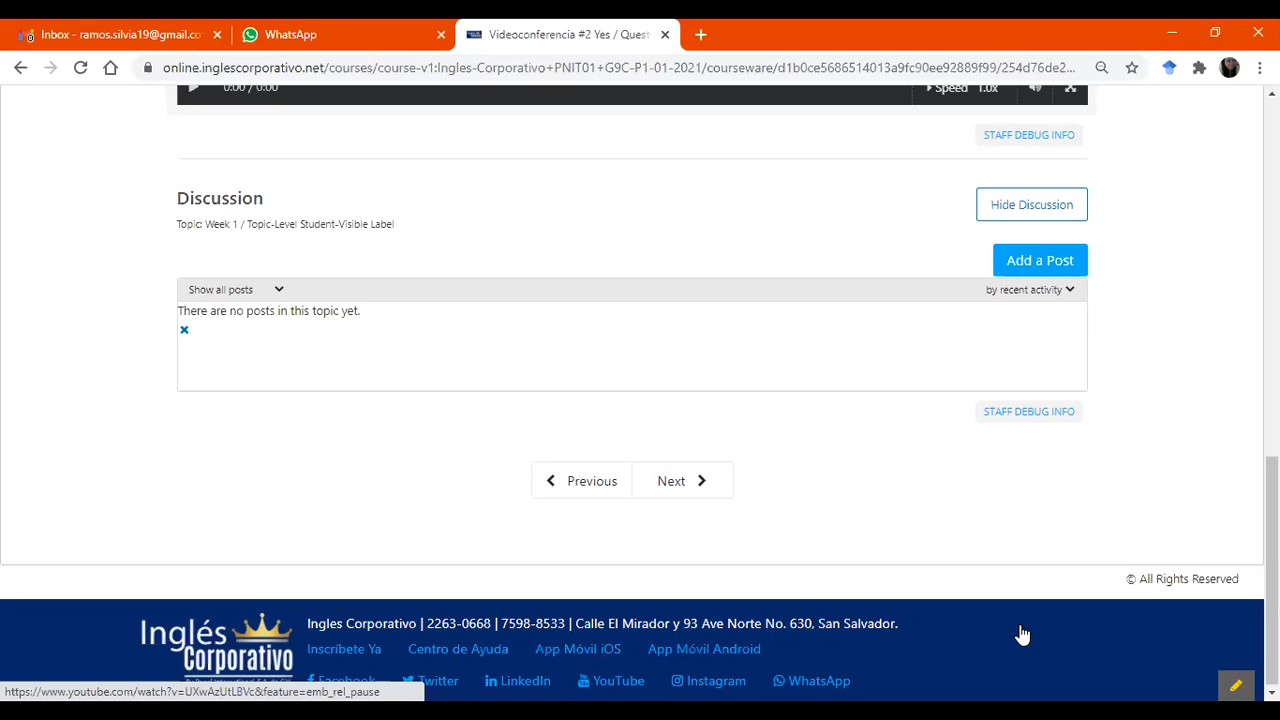 Inbox - ramos.silvia19@gmail.co
WhatsApp
Videoconferencia #2 Yes / Quest
online.inglescorporativo.net/courses/course-v1:Ingles-Corporativo+PNIT01+G9C-P1-01-2021/courseware/d1b0ce5686514013a9fc90ee92889f99/254d76de2...
0:00 / 0:00
Speed 1.0x
STAFF DEBUG INFO
Discussion
Hide Discussion
Topic: Week 1 / Topic-Level Student-Visible Label
Add a Post
Show all posts
by recent activity
There are no posts in this topic yet.
STAFF DEBUG INFO
Previous
Next
© All Rights Reserved
Inglés Corporativo
Ingles Corporativo | 2263-0668 | 7598-8533 | Calle El Mirador y 93 Ave Norte No. 630, San Salvador.
Inscríbete Ya
Centro de Ayuda
App Móvil iOS
App Móvil Android
Facebook
Twitter
LinkedIn
YouTube
Instagram
WhatsApp
https://www.youtube.com/watch?v=UXwAzUtLBVc&feature=emb_rel_pause